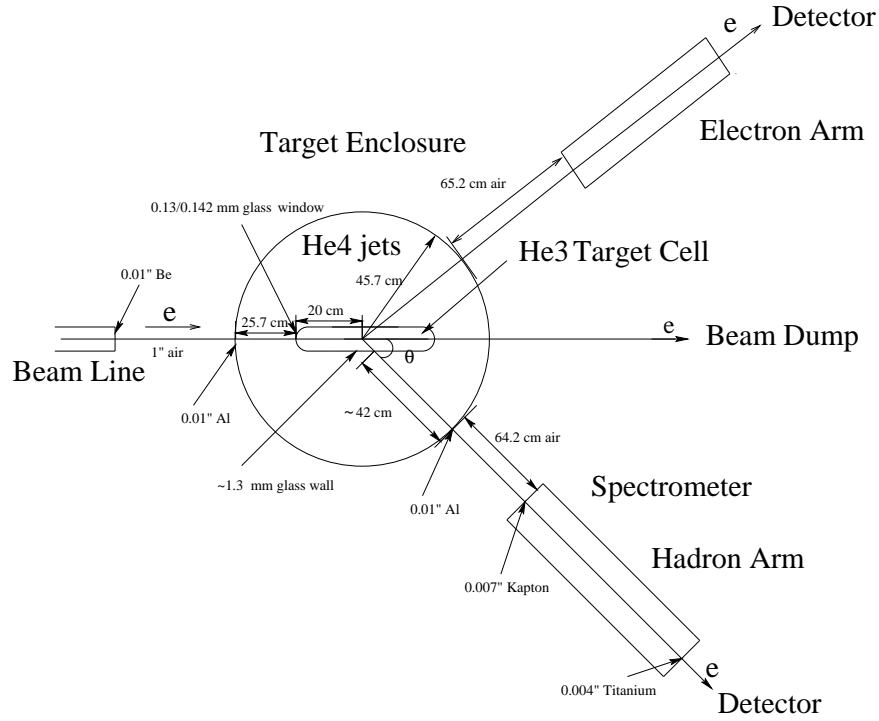 Detector
e
Electron Arm
Target Enclosure
65.2 cm air
0.13/0.142 mm glass window
He4 jets
He3 Target Cell
45.7 cm
0.01" Be
20 cm
e
25.7 cm
e
Beam Dump
1" air
θ
Beam Line
~42 cm
0.01" Al
64.2 cm air
~1.3 mm glass wall
Spectrometer
0.01" Al
Hadron Arm
0.007" Kapton
e
0.004" Titanium
Detector